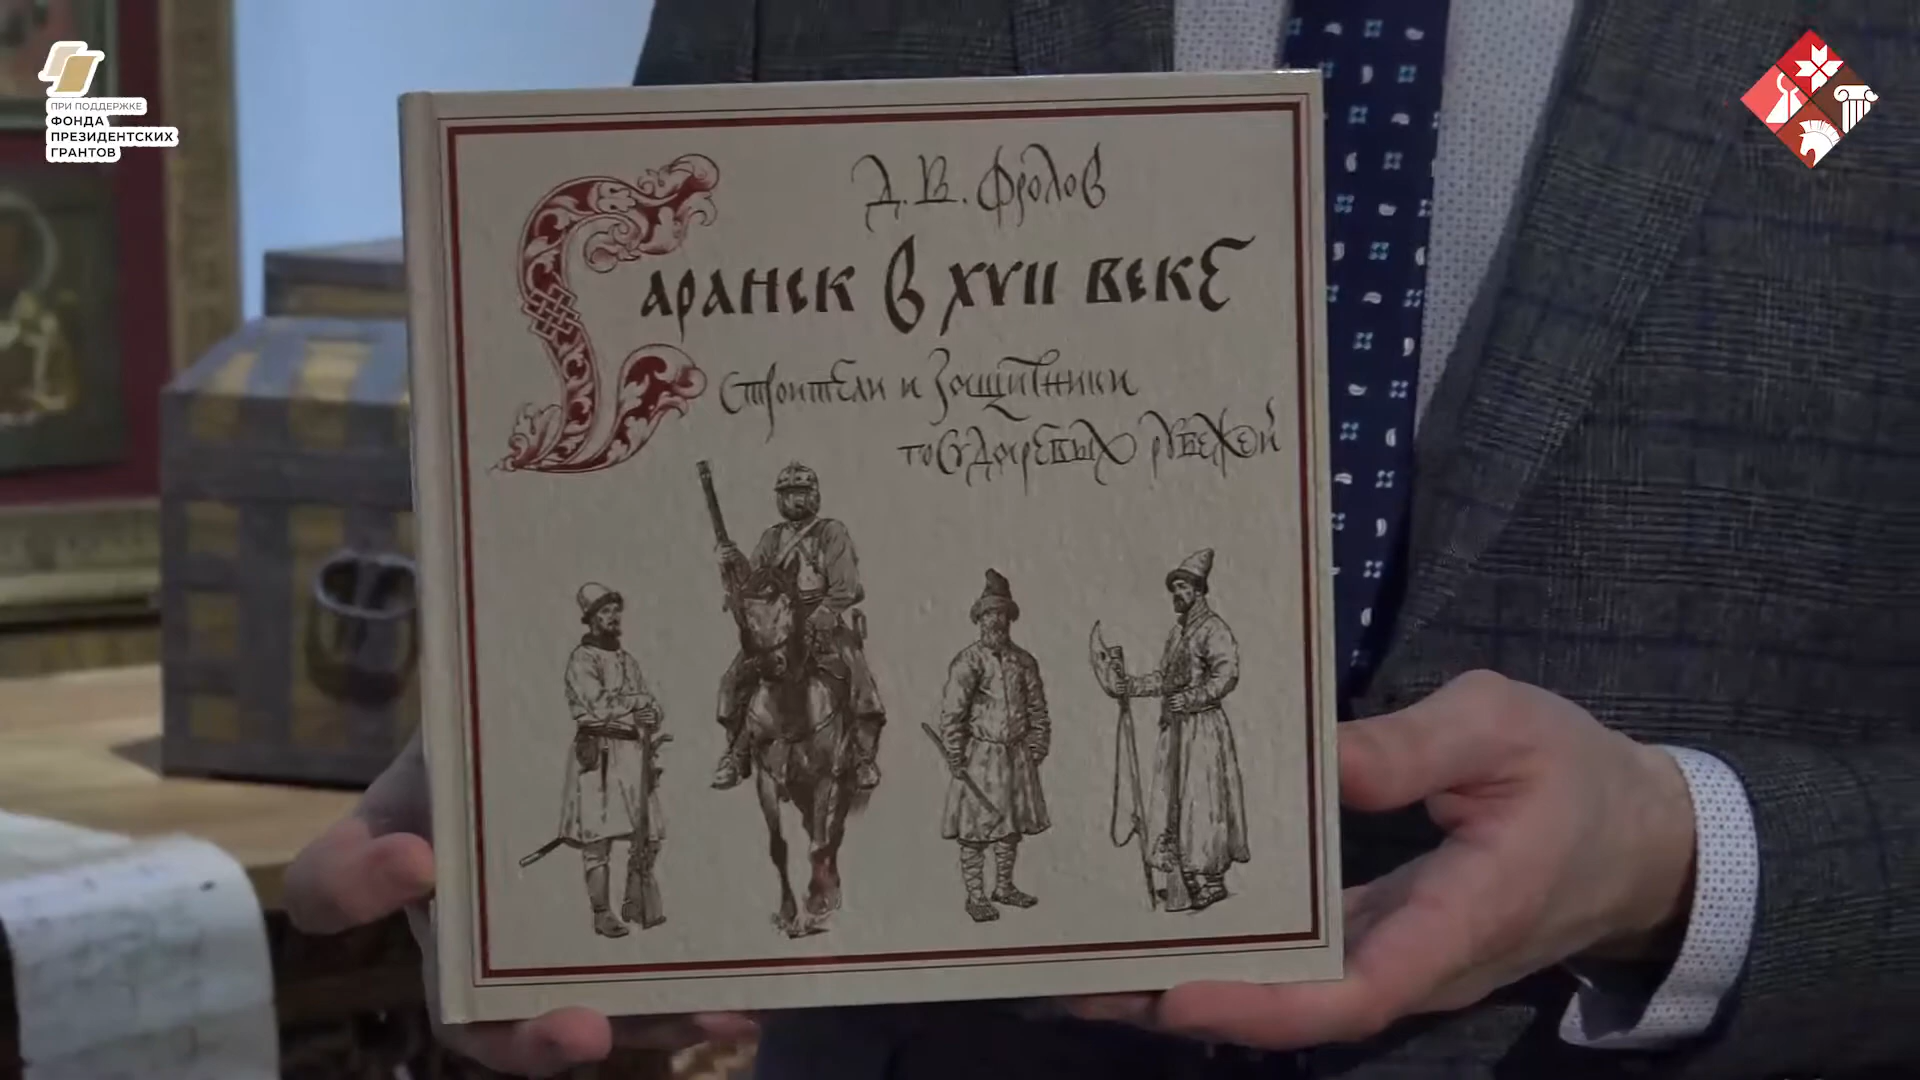 ПРИ ПОДДЕРЖКЕ
ФОНДА
ПРЕЗИДЕНТСКИХ
ГРАНТОВ
Д. В. Фролов
Саранск в XVII веке
Строители и защитники
государевых рубежей